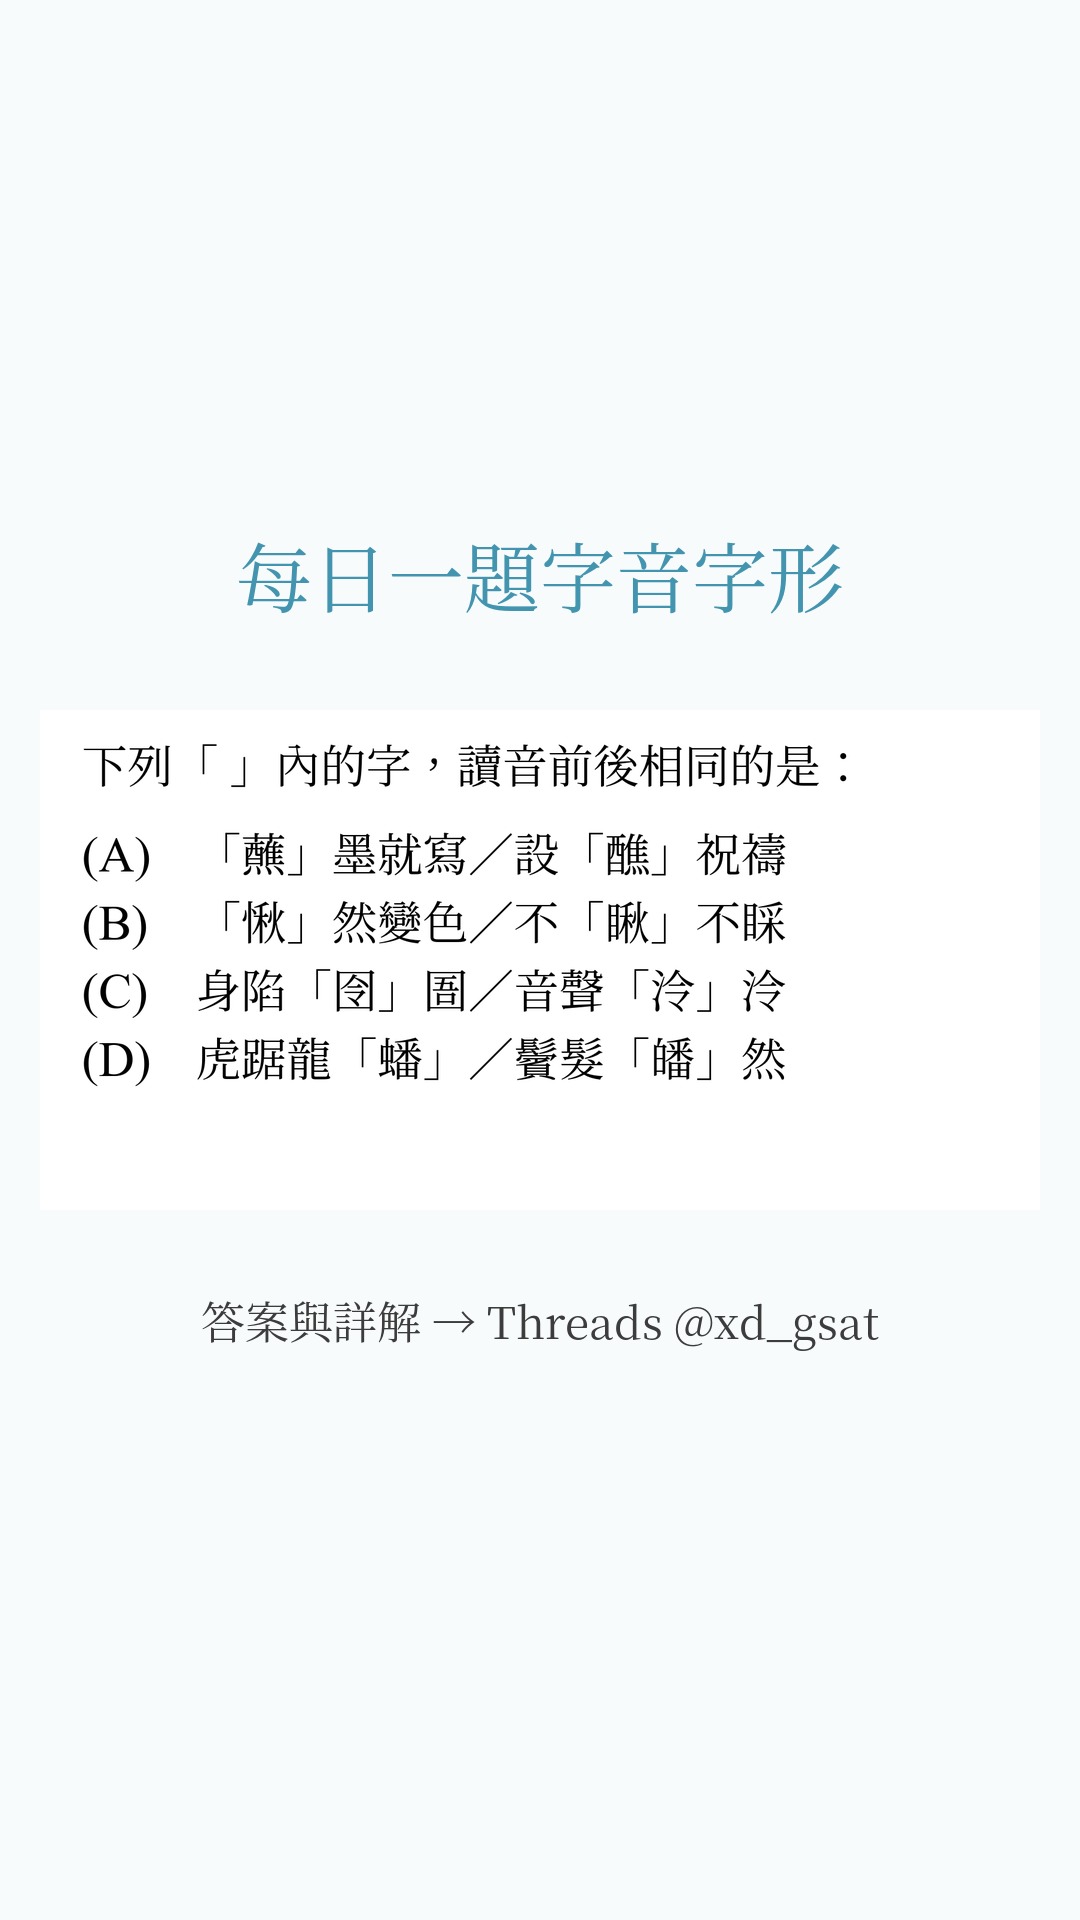 每日一題字音字形
下列「 」內的字，讀音前後相同的是：
(A) 「蘸」墨就寫／設「醮」祝禱
(B) 「愀」然變色／不「瞅」不睬
(C) 身陷「囹」圄／音聲「泠」泠
(D) 虎踞龍「蟠」／鬢髮「皤」然
答案與詳解 → Threads @xd_gsat